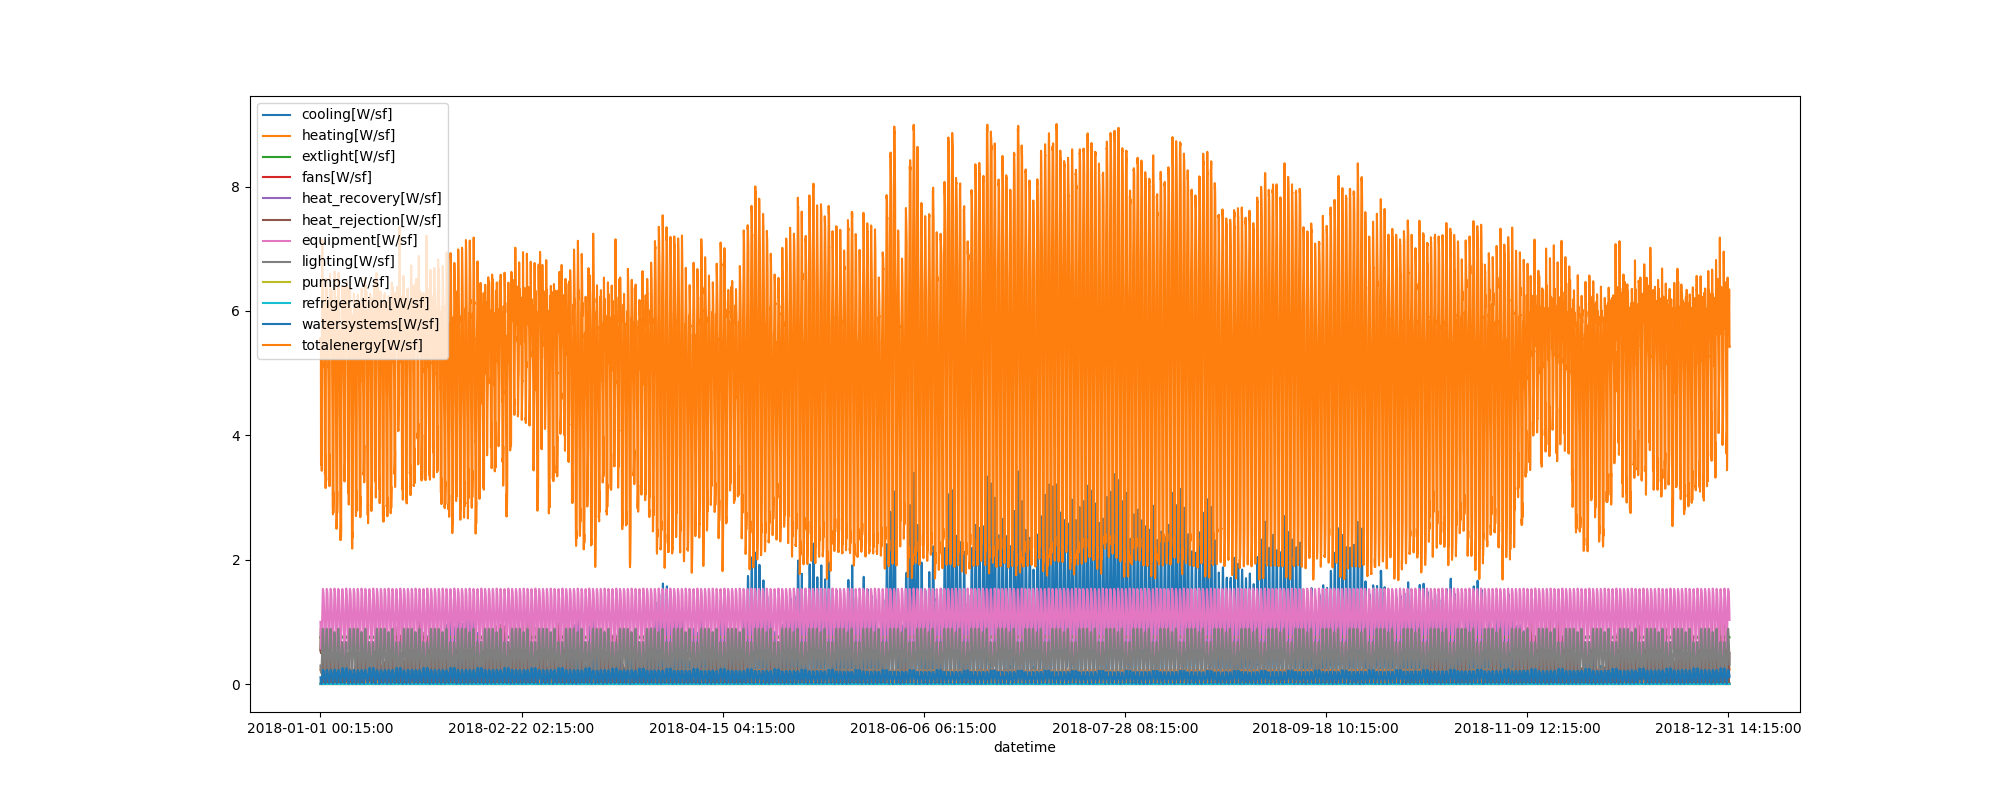 cooling[W/sf]
heating[W/sf]
extlight[W/sf]
fans[W/sf]
heat_recovery[W/sf]
heat_rejection[W/sf]
equipment[W/sf]
lighting[W/sf]
pumps[W/sf]
refrigeration[W/sf]
watersystems[W/sf]
totalenergy[W/sf]
8
6
4
2
0
2018-01-01 00:15:00 2018-02-22 02:15:00 2018-04-15 04:15:00 2018-06-06 06:15:00 2018-07-28 08:15:00 2018-09-18 10:15:00 2018-11-09 12:15:00 2018-12-31 14:15:00
datetime